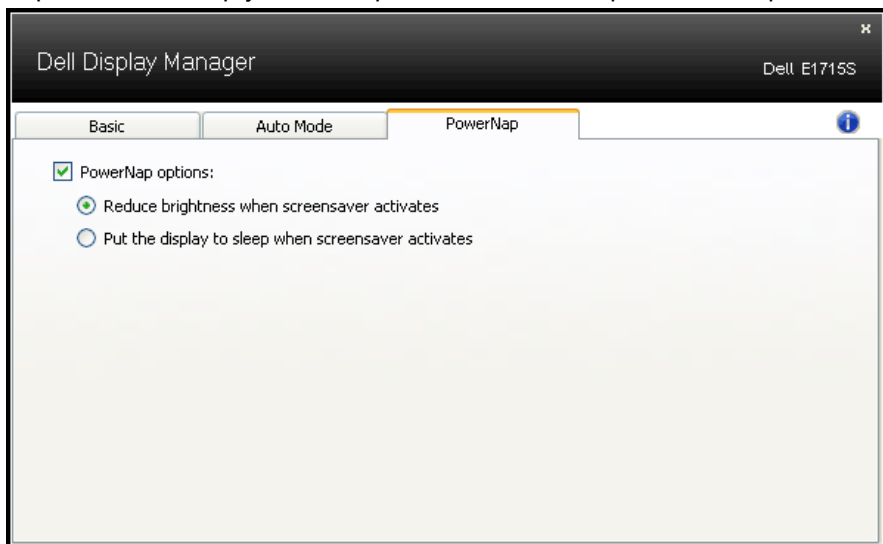 Dell Display Manager
Dell E1715S
Basic
Auto Mode
PowerNap
PowerNap options:
Reduce brightness when screensaver activates
Put the display to sleep when screensaver activates